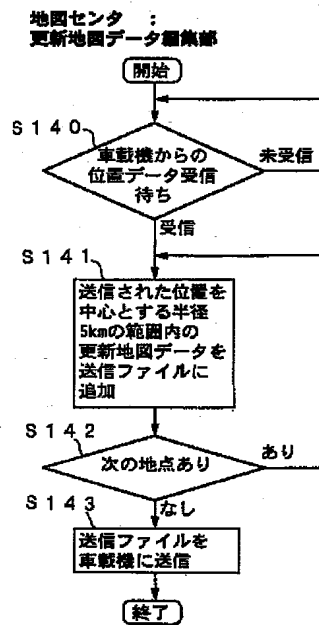 地図センタ :
更新地図データ編集部
開始
S140
車載機からの
位置データ受信
待ち
未受信
受信
S141
送信された位置を
中心とする半径
5kmの範囲内の
更新地図データを
送信ファイルに
追加
S142
次の地点あり
あり
なし
S143
送信ファイルを
車載機に送信
終了